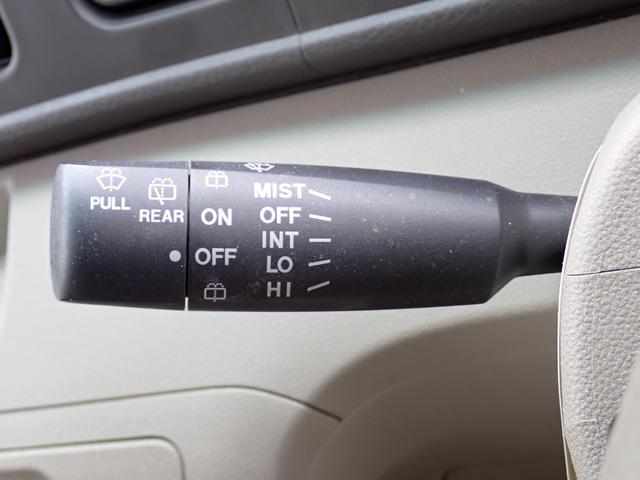 PULL
REAR
ON
OFF
MIST
OFF
INT
LO
HI